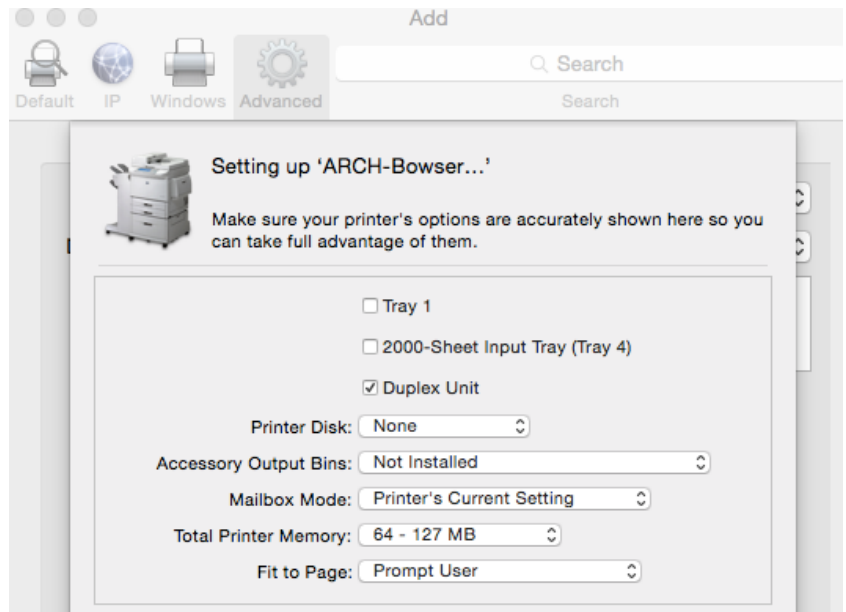 Add
Search
Default IP Windows Advanced Search
Setting up ‘ARCH-Bowser...’
Make sure your printer's options are accurately shown here so you
can take full advantage of them.
Tray 1
2000-Sheet Input Tray (Tray 4)
Duplex Unit
Printer Disk: None
Accessory Output Bins: Not Installed
Mailbox Mode: Printer's Current Setting
Total Printer Memory: 64 - 127 MB
Fit to Page: Prompt User